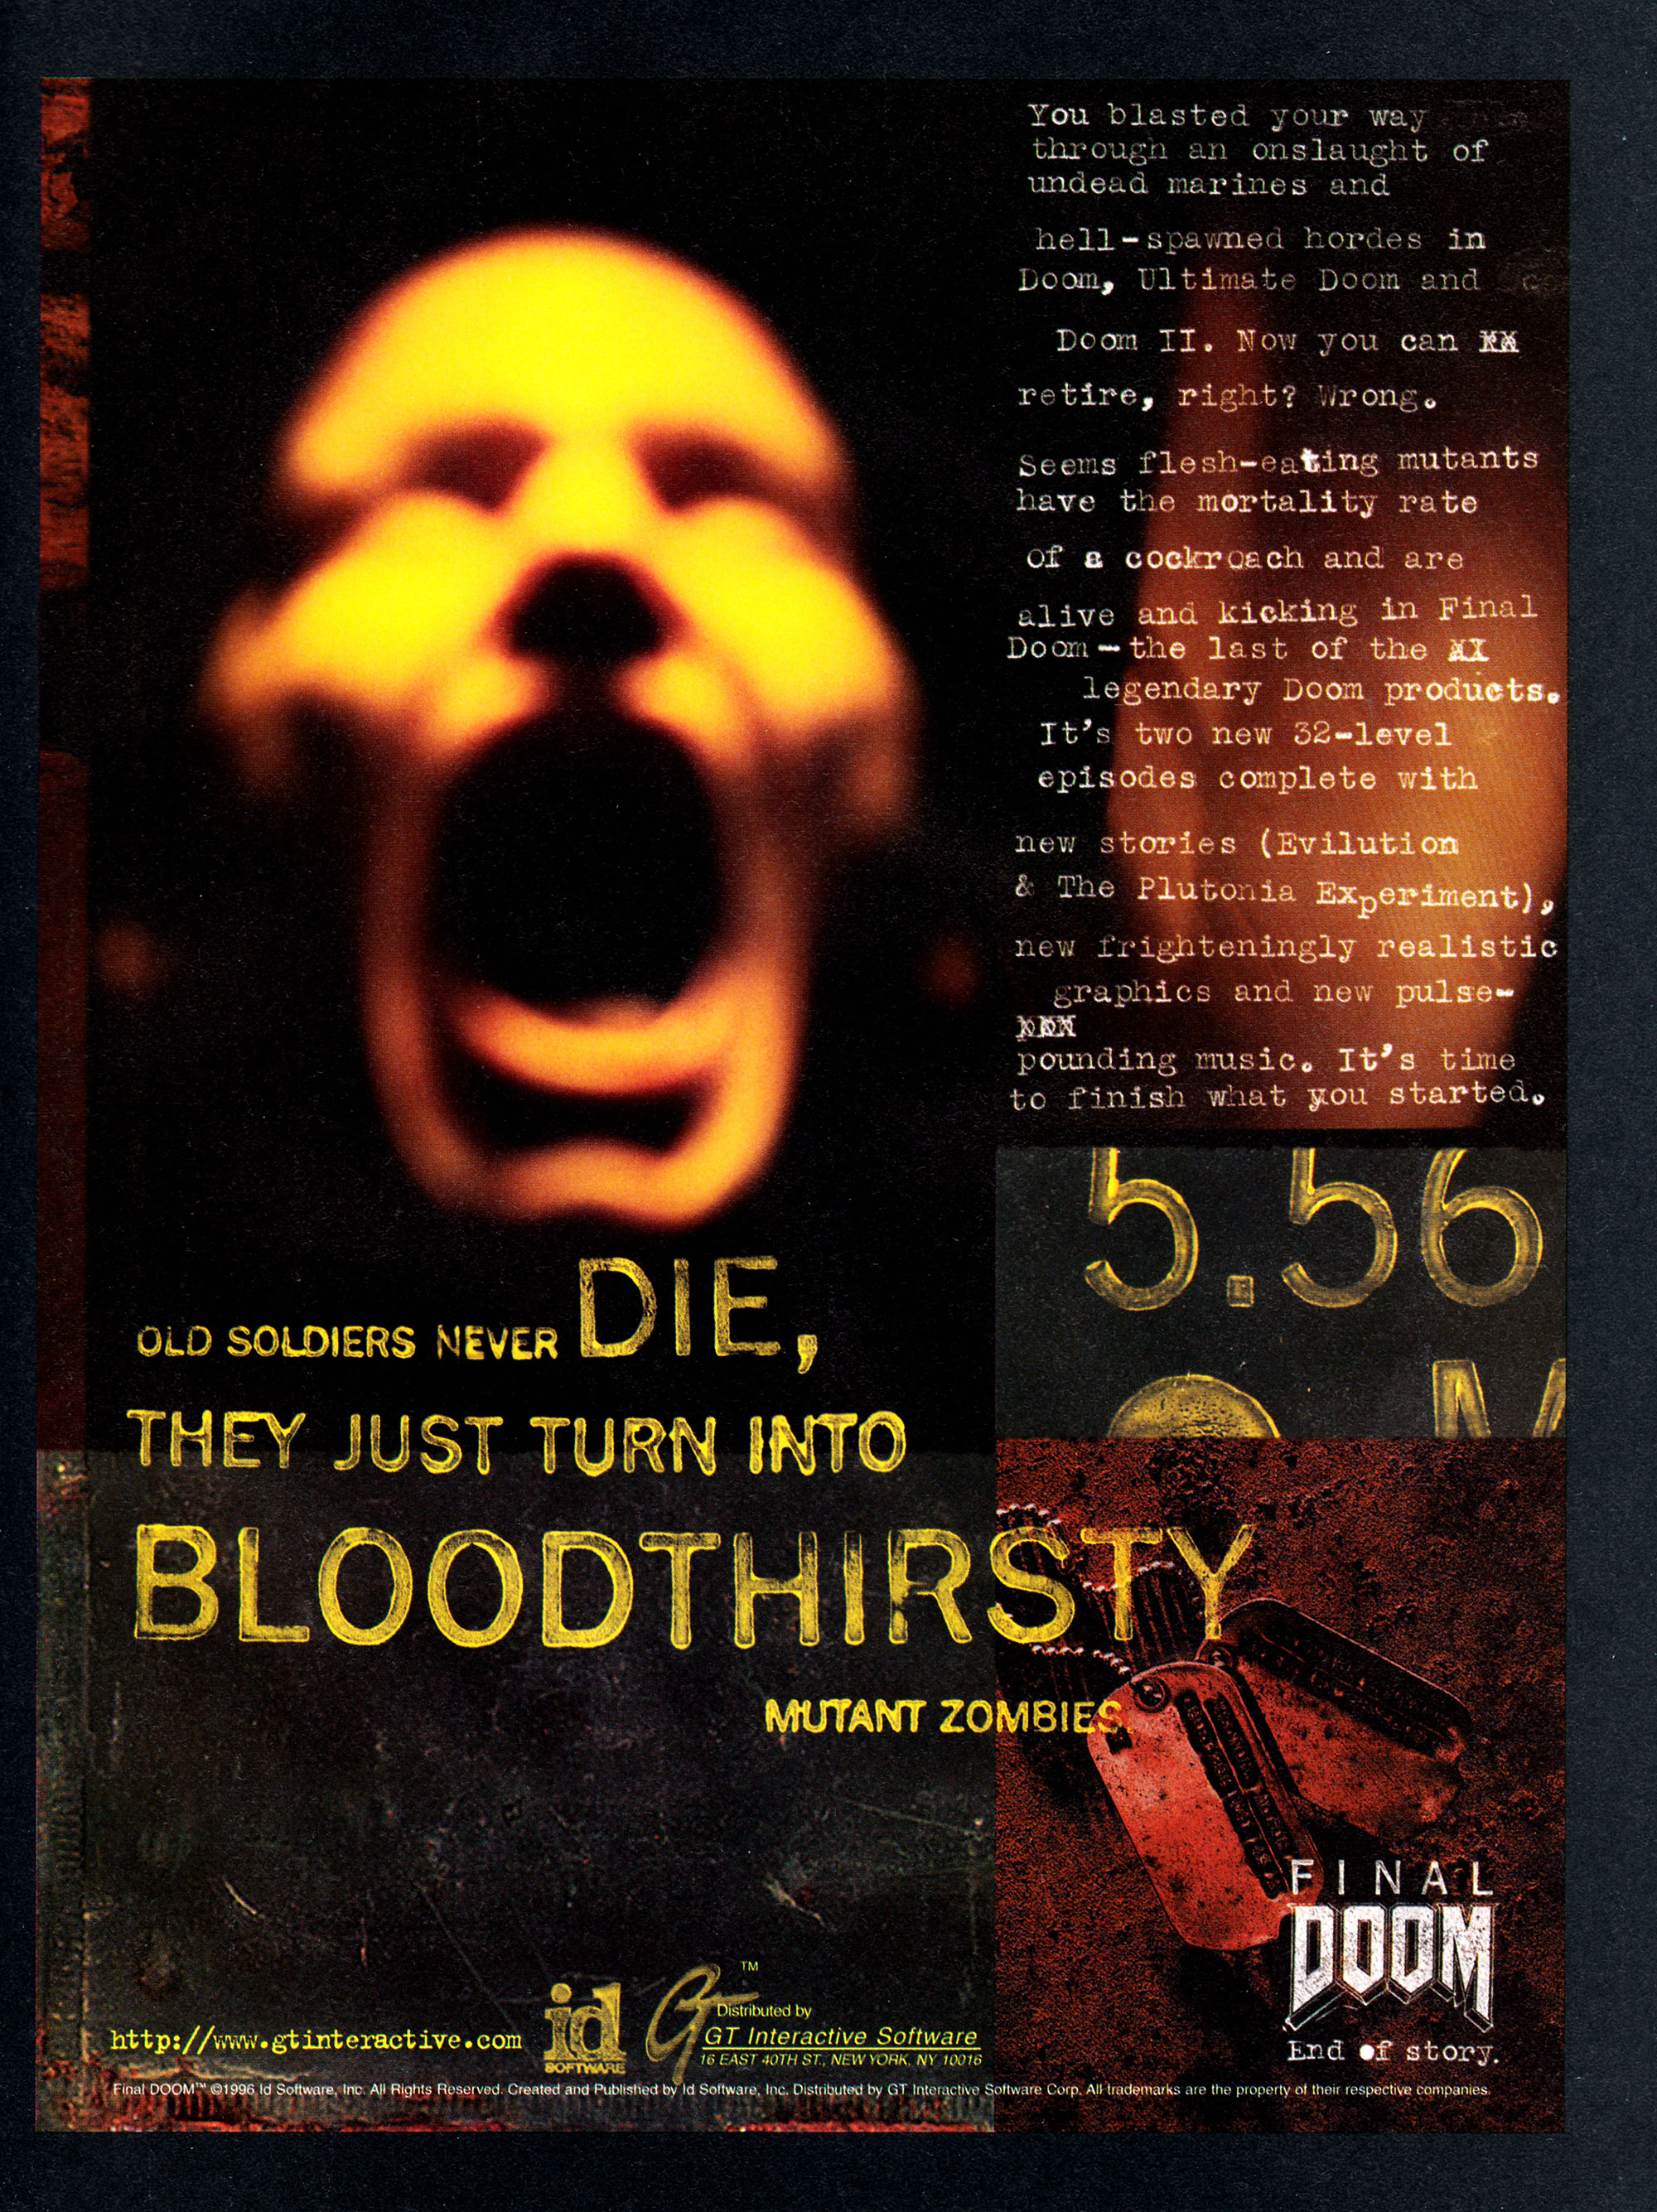 You blasted your way
through an onslaught of
undead marines and
hell-spawned hordes in
Doom, Ultimate Doom and
Doom II. Now you can xx
retire, right? Wrong.
Seems flesh-eating mutants
have the mortality rate
of a cockroach and are
alive and kicking in Final
Doom-the last of the
legendary Doom products.
It's two new 32-level
episodes complete with
new stories (Evilution
& The Plutonia Experiment),
new frighteningly realistic
graphics and new pulse-
pounding music. It's time
to finish what you started.
5.56
M
OLD SOLDIERS NEVER DIE,
THEY JUST TURN INTO
BLOODTHIRSTY
MUTANT ZOMBIES.
FINAL
DOOM
End of story.
http://www.gtinteractive.com
id
SOFTWARE
GT
TM
Distributed by
GT Interactive Software
16 EAST 40TH ST., NEW YORK, NY 10016
Final DOOM™ ©1996 Id Software, Inc. All Rights Reserved. Created and Published by Id Software, Inc. Distributed by GT Interactive Software Corp. All trademarks are the property of their respective companies.